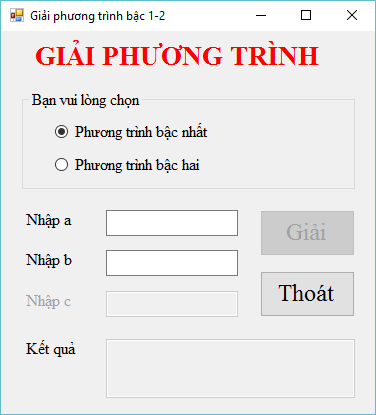 Giải phương trình bậc 1-2
GIẢI PHƯƠNG TRÌNH
Bạn vui lòng chọn
Phương trình bậc nhất
Phương trình bậc hai
Nhập a
Giải
Nhập b
Thoát
Nhập c
Kết quả